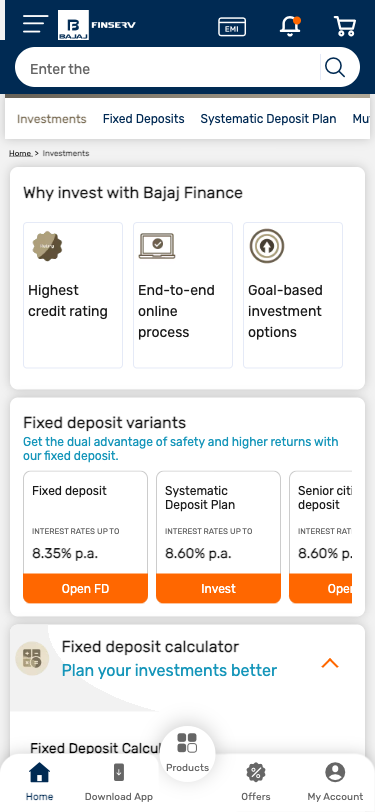 BAJAJ
FINSERV
EMI
Enter the
Investments Fixed Deposits Systematic Deposit Plan Mu
Home > Investments
Why invest with Bajaj Finance
Highest
credit rating
End-to-end
online
process
Goal-based
investment
options
Fixed deposit variants
Get the dual advantage of safety and higher returns with
our fixed deposit.
Fixed deposit
INTEREST RATES UP TO
8.35% p.a.
Open FD
Systematic
Deposit Plan
INTEREST RATES UP TO
8.60% p.a.
Invest
Senior citi
deposit
INTEREST RAT
8.60% p.
Open
Fixed deposit calculator
Plan your investments better
Fixed Deposit Calcul
Home
Download App
Products
Offers
My Account